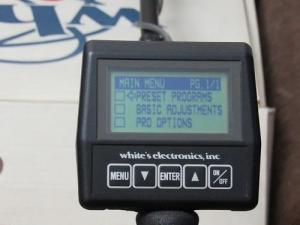 MAIN MENU PG.1/1
PRESET PROGRAMS
BASIC ADJUSTMENTS
PRO OPTIONS
white's electronics, inc
MENU ▼ ENTER ▲ ON/OFF